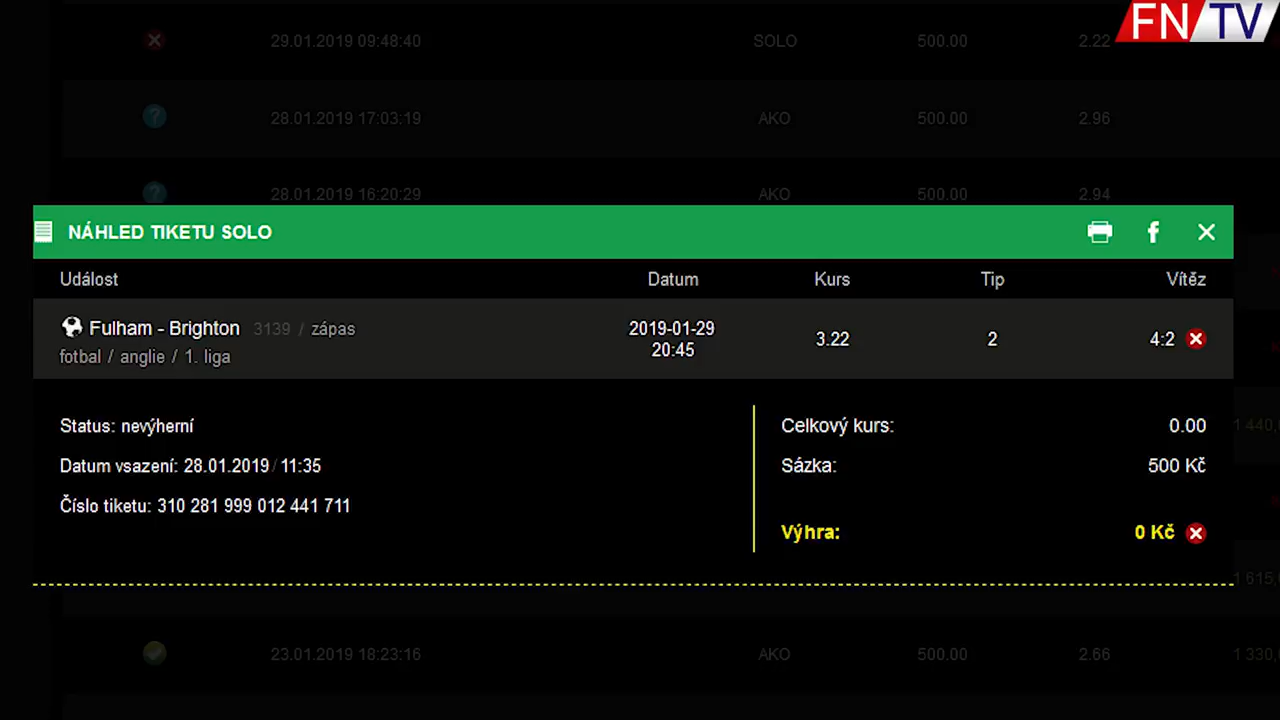 FN TV
29.01.2019 09:48:40 SOLO 500.00 2.22
28.01.2019 17:03:19 AKO 500.00 2.96
28.01.2019 16:20:29 AKO 500.00 2.94
NÁHLED TIKETU SOLO
Událost Datum Kurs Tip Vítěz
Fulham - Brighton 3139 / zápas 2019-01-29 3.22 2 4:2
fotbal / anglie / 1. liga 20:45
Status: nevýherní Celkový kurs: 0.00
1 440,
Datum vsazení: 28.01.2019 / 11:35 Sázka: 500 Kč
Číslo tiketu: 310 281 999 012 441 711
Výhra: 0 Kč
1 615,
23.01.2019 18:23:16 AKO 500.00 2.66 1 330,